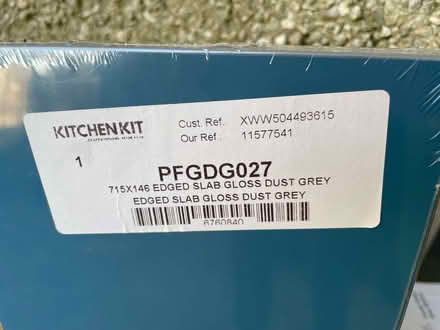 KITCHENKIT
Cust. Ref. XWW504493615
Our Ref. 11577541
1
PFGDG027
715X146 EDGED SLAB GLOSS DUST GREY
EDGED SLAB GLOSS DUST GREY
6760840